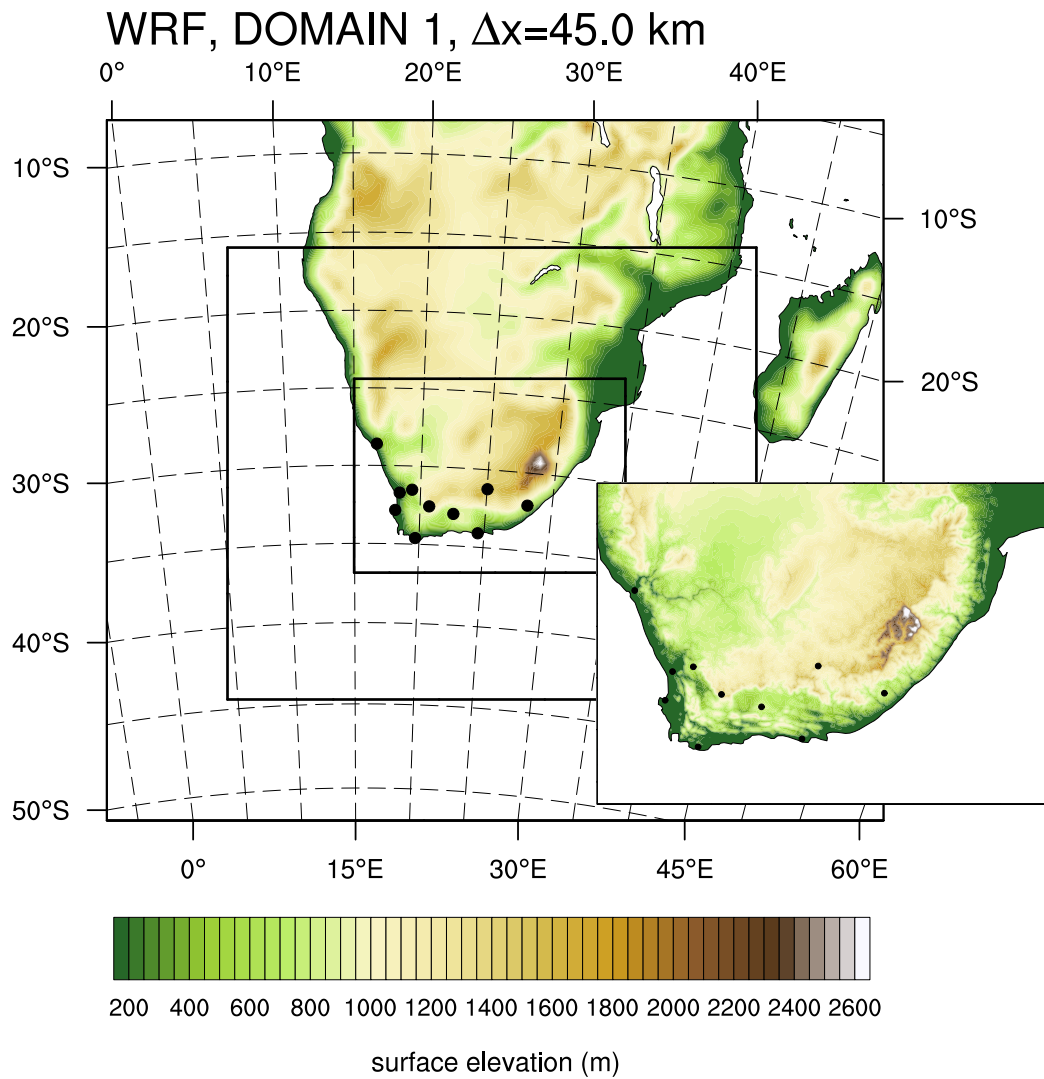 WRF, DOMAIN 1, Δx=45.0 km
0° 10°E 20°E 30°E 40°E
10°S
10°S
20°S
20°S
30°S
40°S
50°S
0° 15°E 30°E 45°E 60°E
200 400 600 800 1000 1200 1400 1600 1800 2000 2200 2400 2600
surface elevation (m)